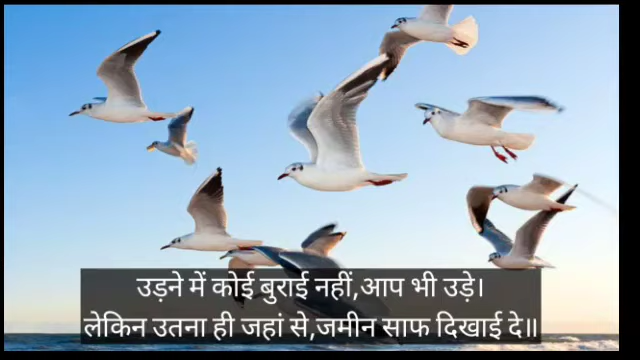 उड़ने में कोई बुराई नहीं,आप भी उड़े।
लेकिन उतना ही जहां से,जमीन साफ दिखाई दे॥